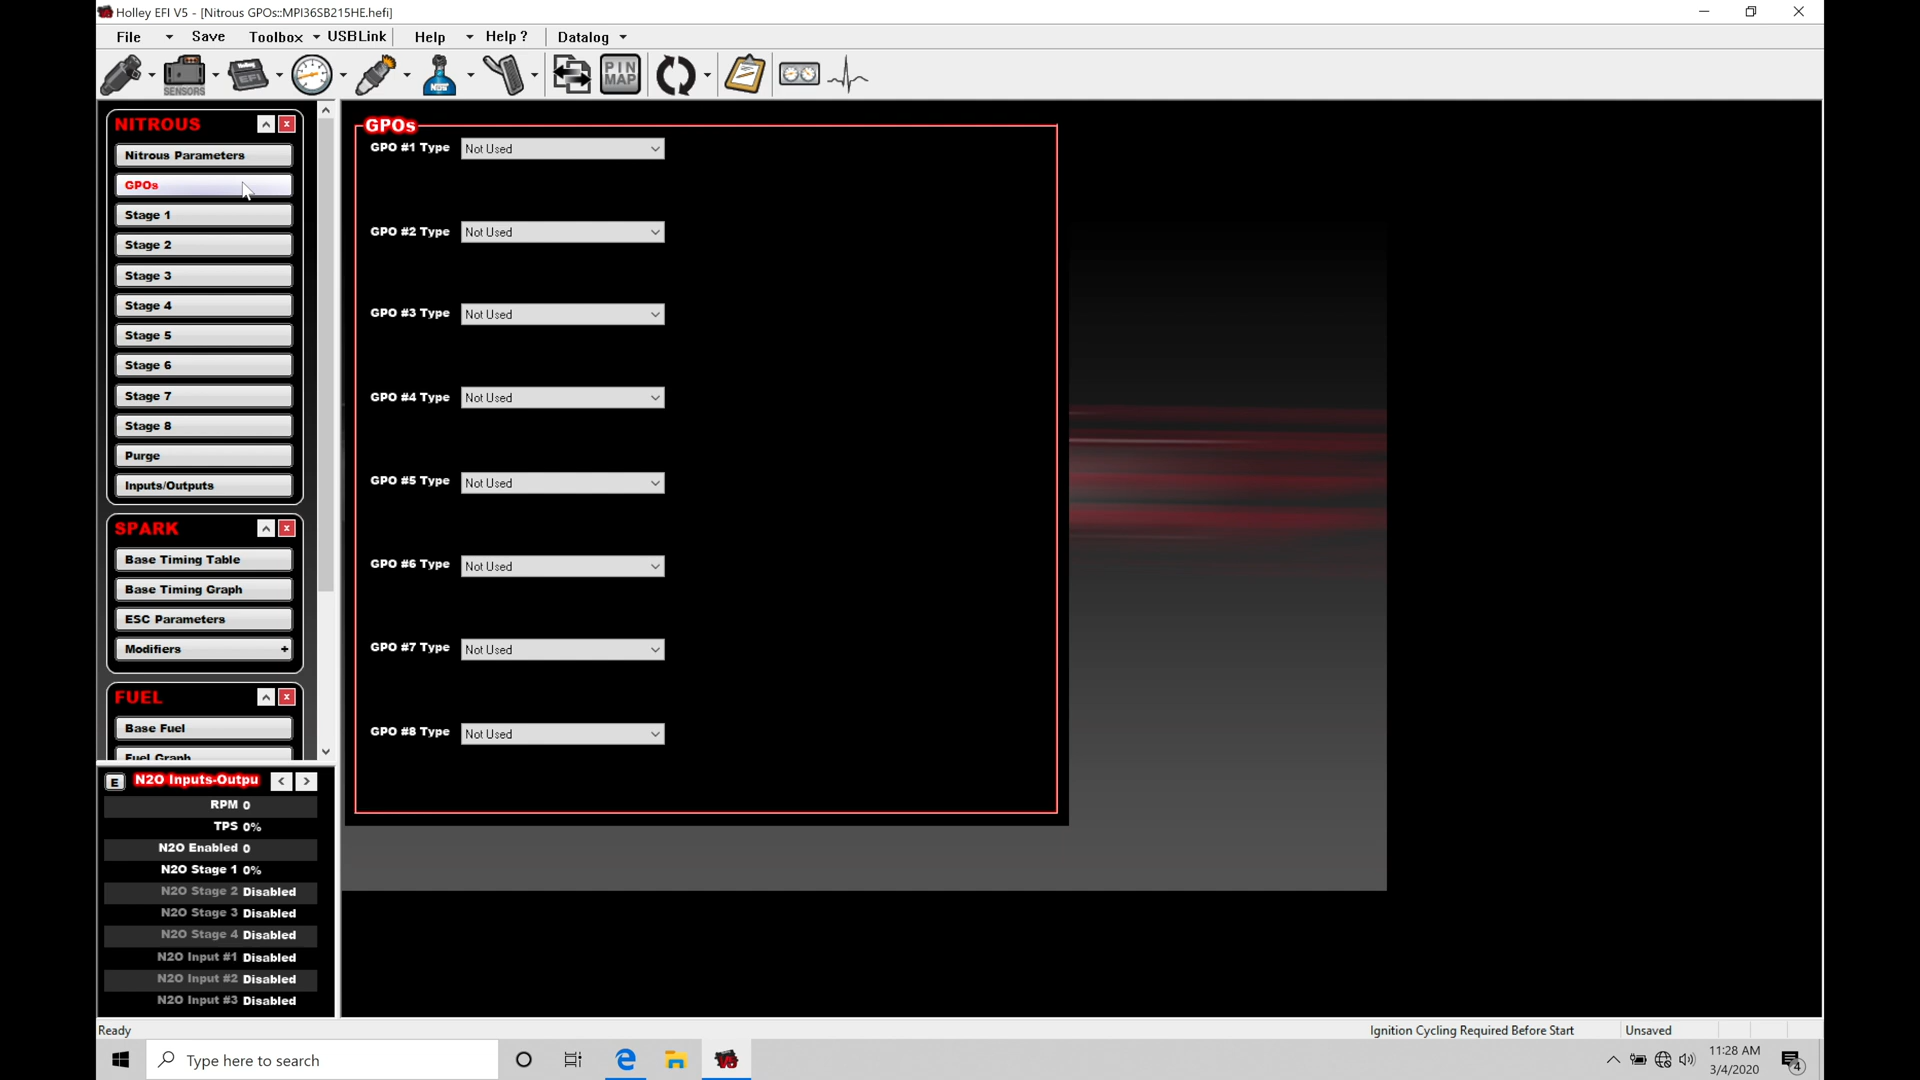 Holley EFI V5 - [Nitrous GPOs::MPI36SB215HE.hefi]
File Save Toolbox USBLink Help Help ? Datalog
SENSORS EFI NOS PIN MAP
NITROUS
Nitrous Parameters
GPOs
Stage 1
Stage 2
Stage 3
Stage 4
Stage 5
Stage 6
Stage 7
Stage 8
Purge
Inputs/Outputs
SPARK
Base Timing Table
Base Timing Graph
ESC Parameters
Modifiers +
FUEL
Base Fuel
Fuel Graph
E N2O Inputs-Outpu < >
RPM 0
TPS 0%
N2O Enabled 0
N2O Stage 1 0%
N2O Stage 2 Disabled
N2O Stage 3 Disabled
N2O Stage 4 Disabled
N2O Input #1 Disabled
N2O Input #2 Disabled
N2O Input #3 Disabled
GPOs
GPO #1 Type Not Used
GPO #2 Type Not Used
GPO #3 Type Not Used
GPO #4 Type Not Used
GPO #5 Type Not Used
GPO #6 Type Not Used
GPO #7 Type Not Used
GPO #8 Type Not Used
Ready Ignition Cycling Required Before Start Unsaved
Type here to search
11:28 AM
3/4/2020
4